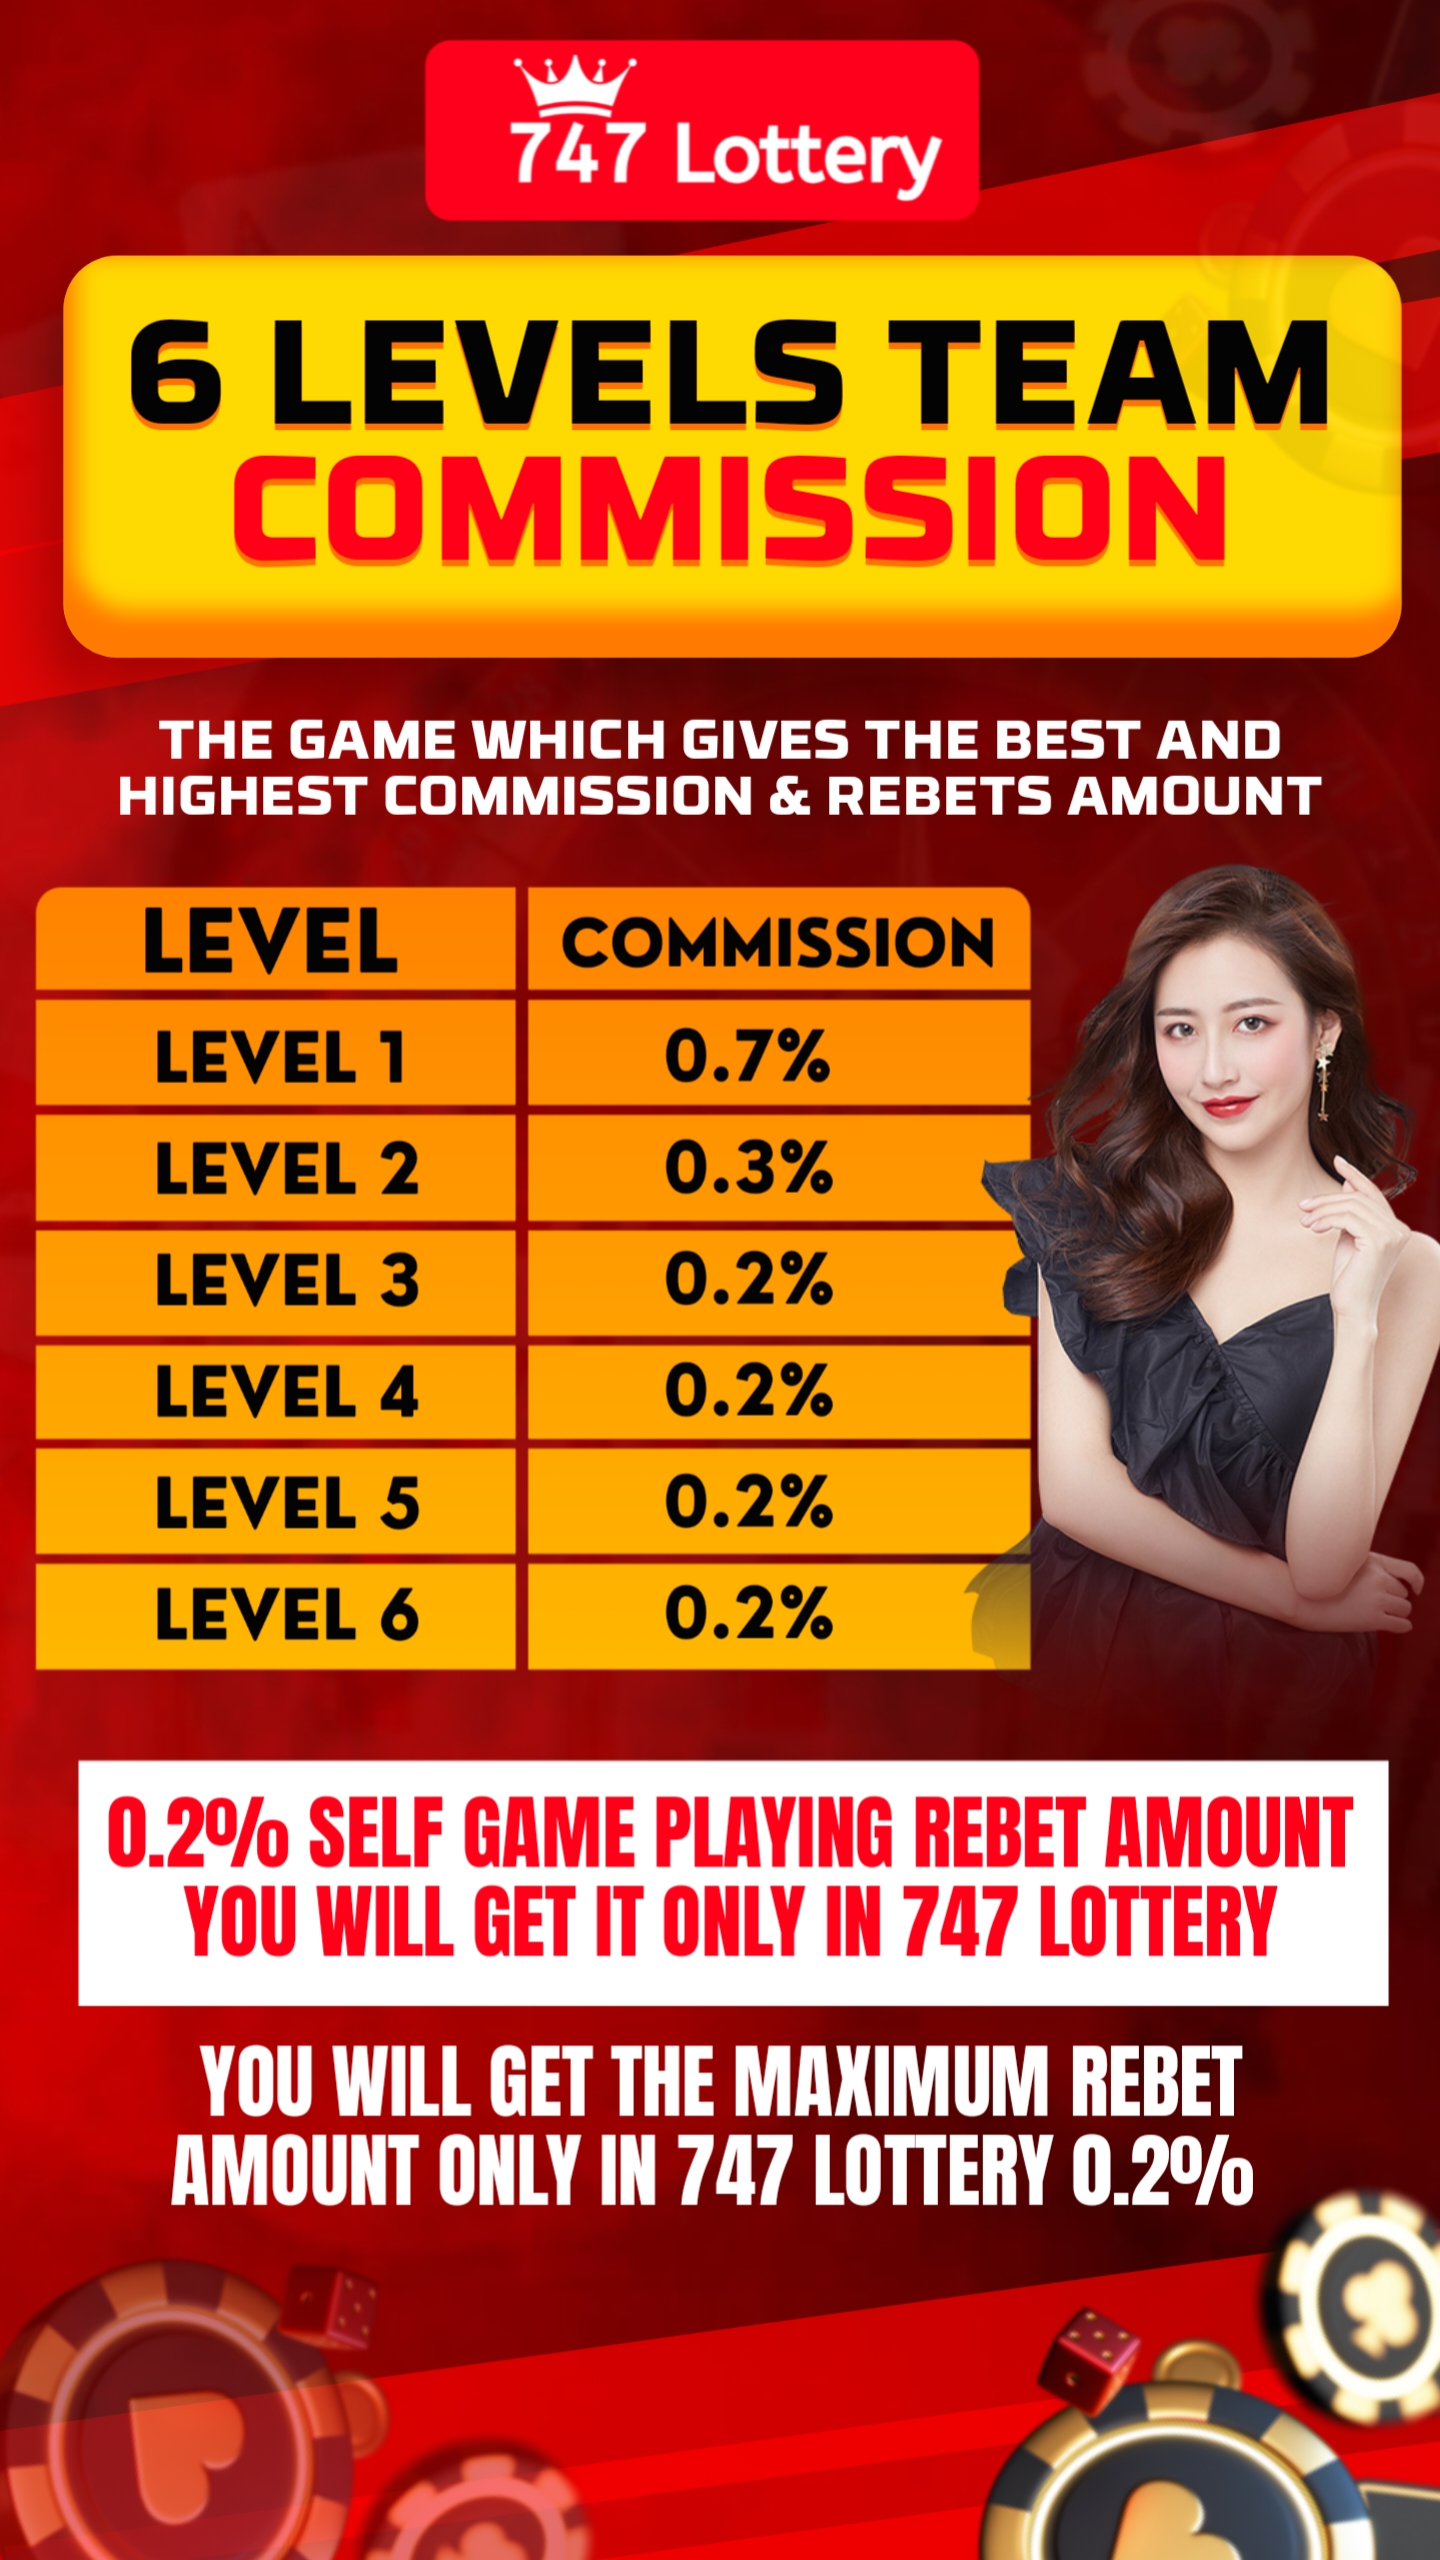 747 Lottery
6 LEVELS TEAM
COMMISSION
THE GAME WHICH GIVES THE BEST AND
HIGHEST COMMISSION & REBETS AMOUNT
LEVEL COMMISSION
LEVEL 1 0.7%
LEVEL 2 0.3%
LEVEL 3 0.2%
LEVEL 4 0.2%
LEVEL 5 0.2%
LEVEL 6 0.2%
0.2% SELF GAME PLAYING REBET AMOUNT
YOU WILL GET IT ONLY IN 747 LOTTERY
YOU WILL GET THE MAXIMUM REBET
AMOUNT ONLY IN 747 LOTTERY 0.2%